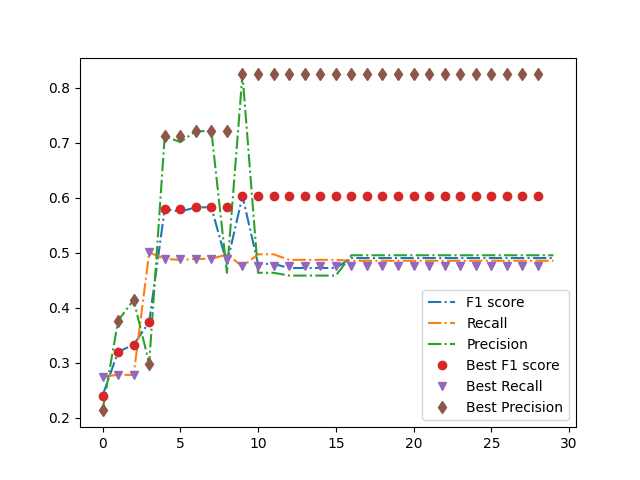 0.8
0.7
0.6
0.5
0.4
0.3
0.2
0 5 10 15 20 25 30
F1 score
Recall
Precision
Best F1 score
Best Recall
Best Precision